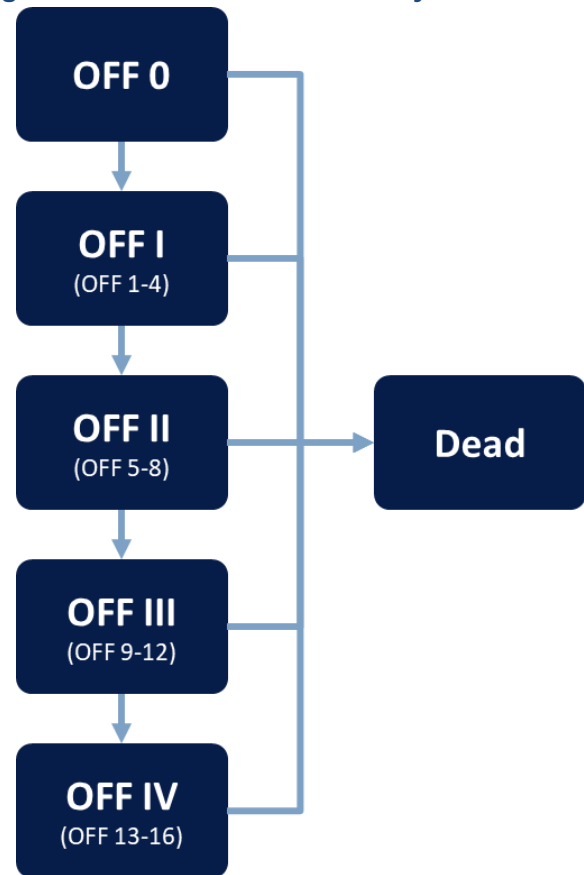 OFF 0
OFF I
(OFF 1-4)
OFF II
(OFF 5-8)
Dead
OFF III
(OFF 9-12)
OFF IV
(OFF 13-16)